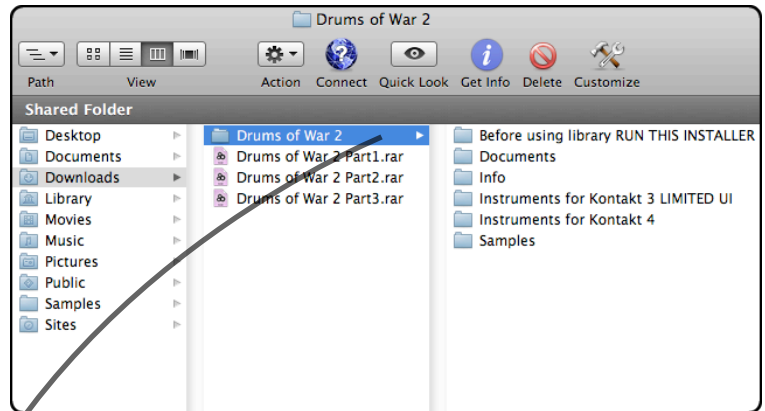 Drums of War 2
Path
View
Action
Connect
Quick Look
Get Info
Delete
Customize
Shared Folder
Desktop
Documents
Downloads
Library
Movies
Music
Pictures
Public
Samples
Sites
Drums of War 2
Drums of War 2 Part1.rar
Drums of War 2 Part2.rar
Drums of War 2 Part3.rar
Before using library RUN THIS INSTALLER
Documents
Info
Instruments for Kontakt 3 LIMITED UI
Instruments for Kontakt 4
Samples